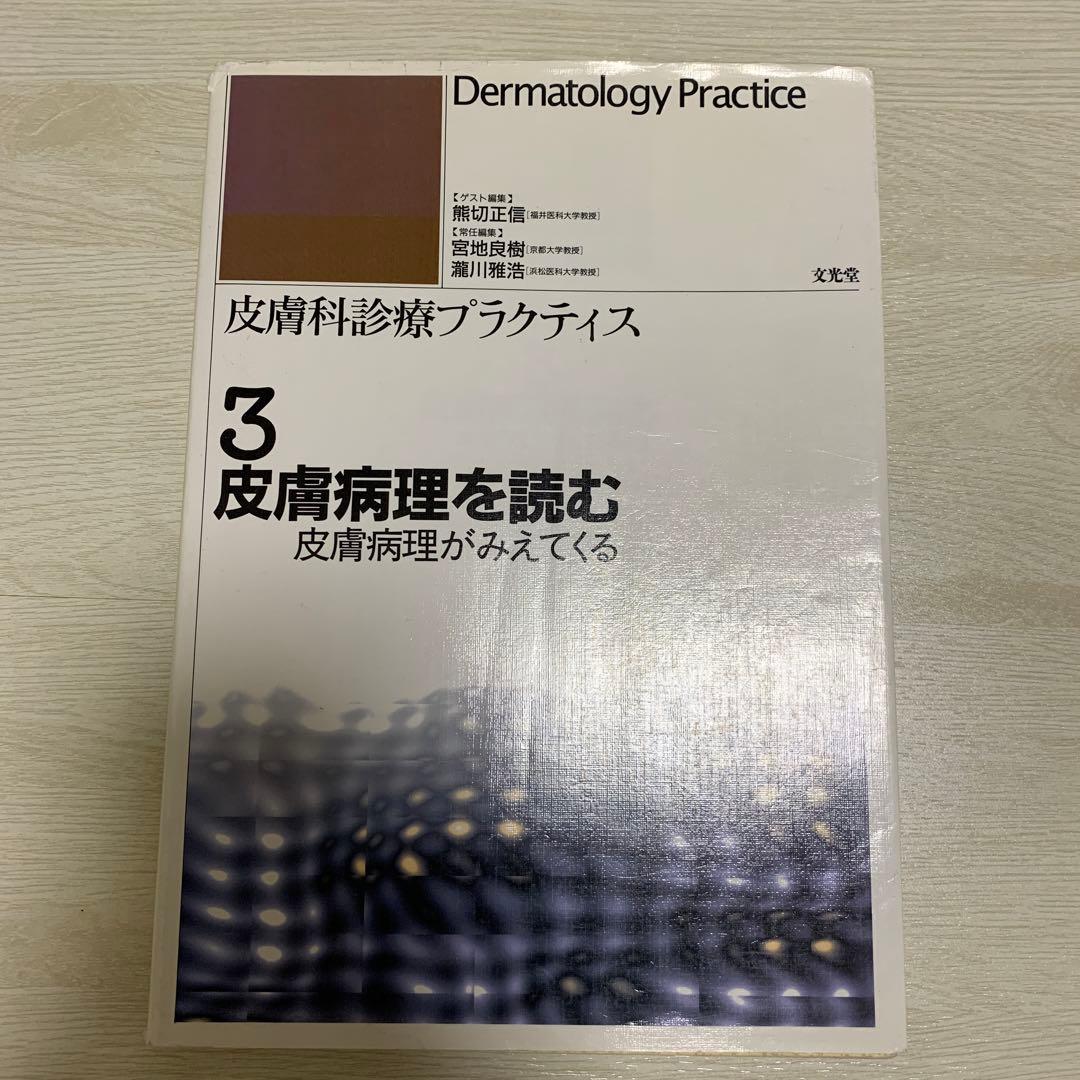 Dermatology Practice
【ゲスト編集】
熊切正信[福井医科大学教授]
【常任編集】
宮地良樹[京都大学教授]
瀧川雅浩[浜松医科大学教授]
文光堂
皮膚科診療プラクティス
3
皮膚病理を読む
皮膚病理がみえてくる